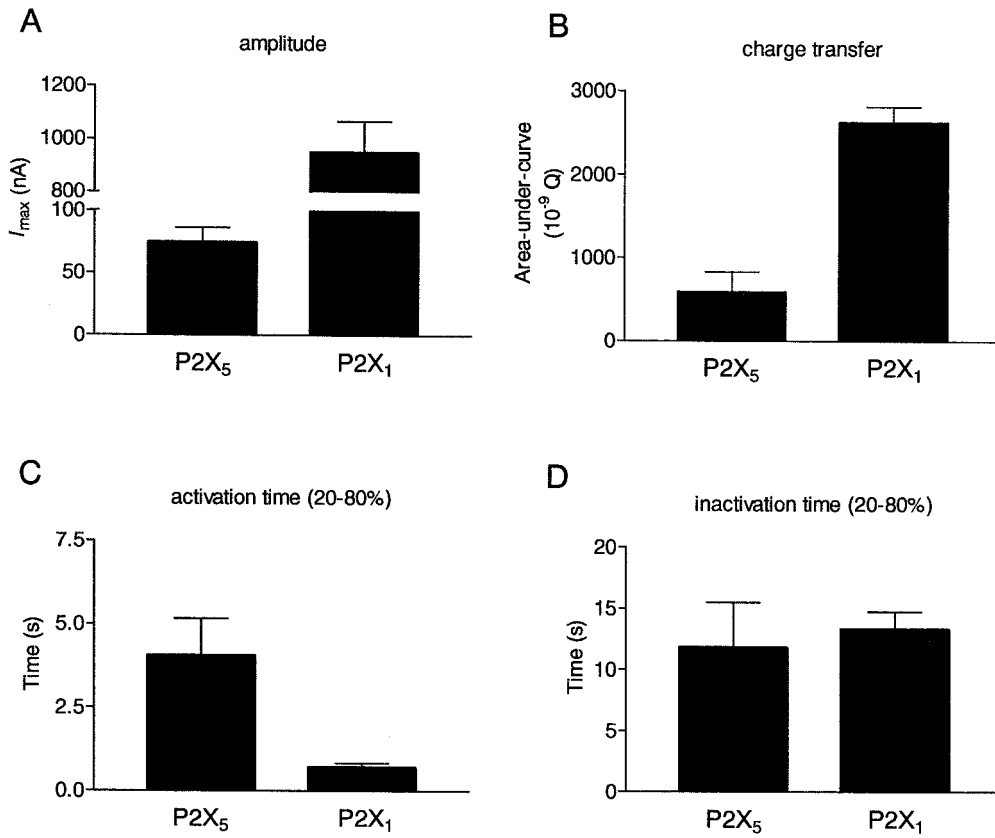 A
amplitude
1200
1000
800
100
50
0
I_max (nA)
P2X₅
P2X₁
B
charge transfer
3000
2000
1000
0
Area-under-curve
(10⁻⁹ Q)
P2X₅
P2X₁
C
activation time (20-80%)
7.5
5.0
2.5
0.0
Time (s)
P2X₅
P2X₁
D
inactivation time (20-80%)
20
15
10
5
0
Time (s)
P2X₅
P2X₁